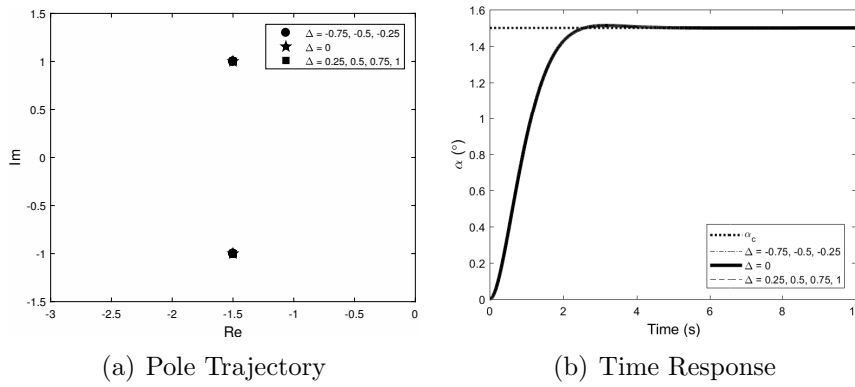 1.5
1
0.5
0
-0.5
-1
-1.5
Im
-3
-2.5
-2
-1.5
-1
-0.5
0
Re
Δ = -0.75, -0.5, -0.25
Δ = 0
Δ = 0.25, 0.5, 0.75, 1
(a) Pole Trajectory
1.6
1.4
1.2
1
0.8
0.6
0.4
0.2
0
α (°)
0
2
4
6
8
10
Time (s)
α_c
Δ = -0.75, -0.5, -0.25
Δ = 0
Δ = 0.25, 0.5, 0.75, 1
(b) Time Response